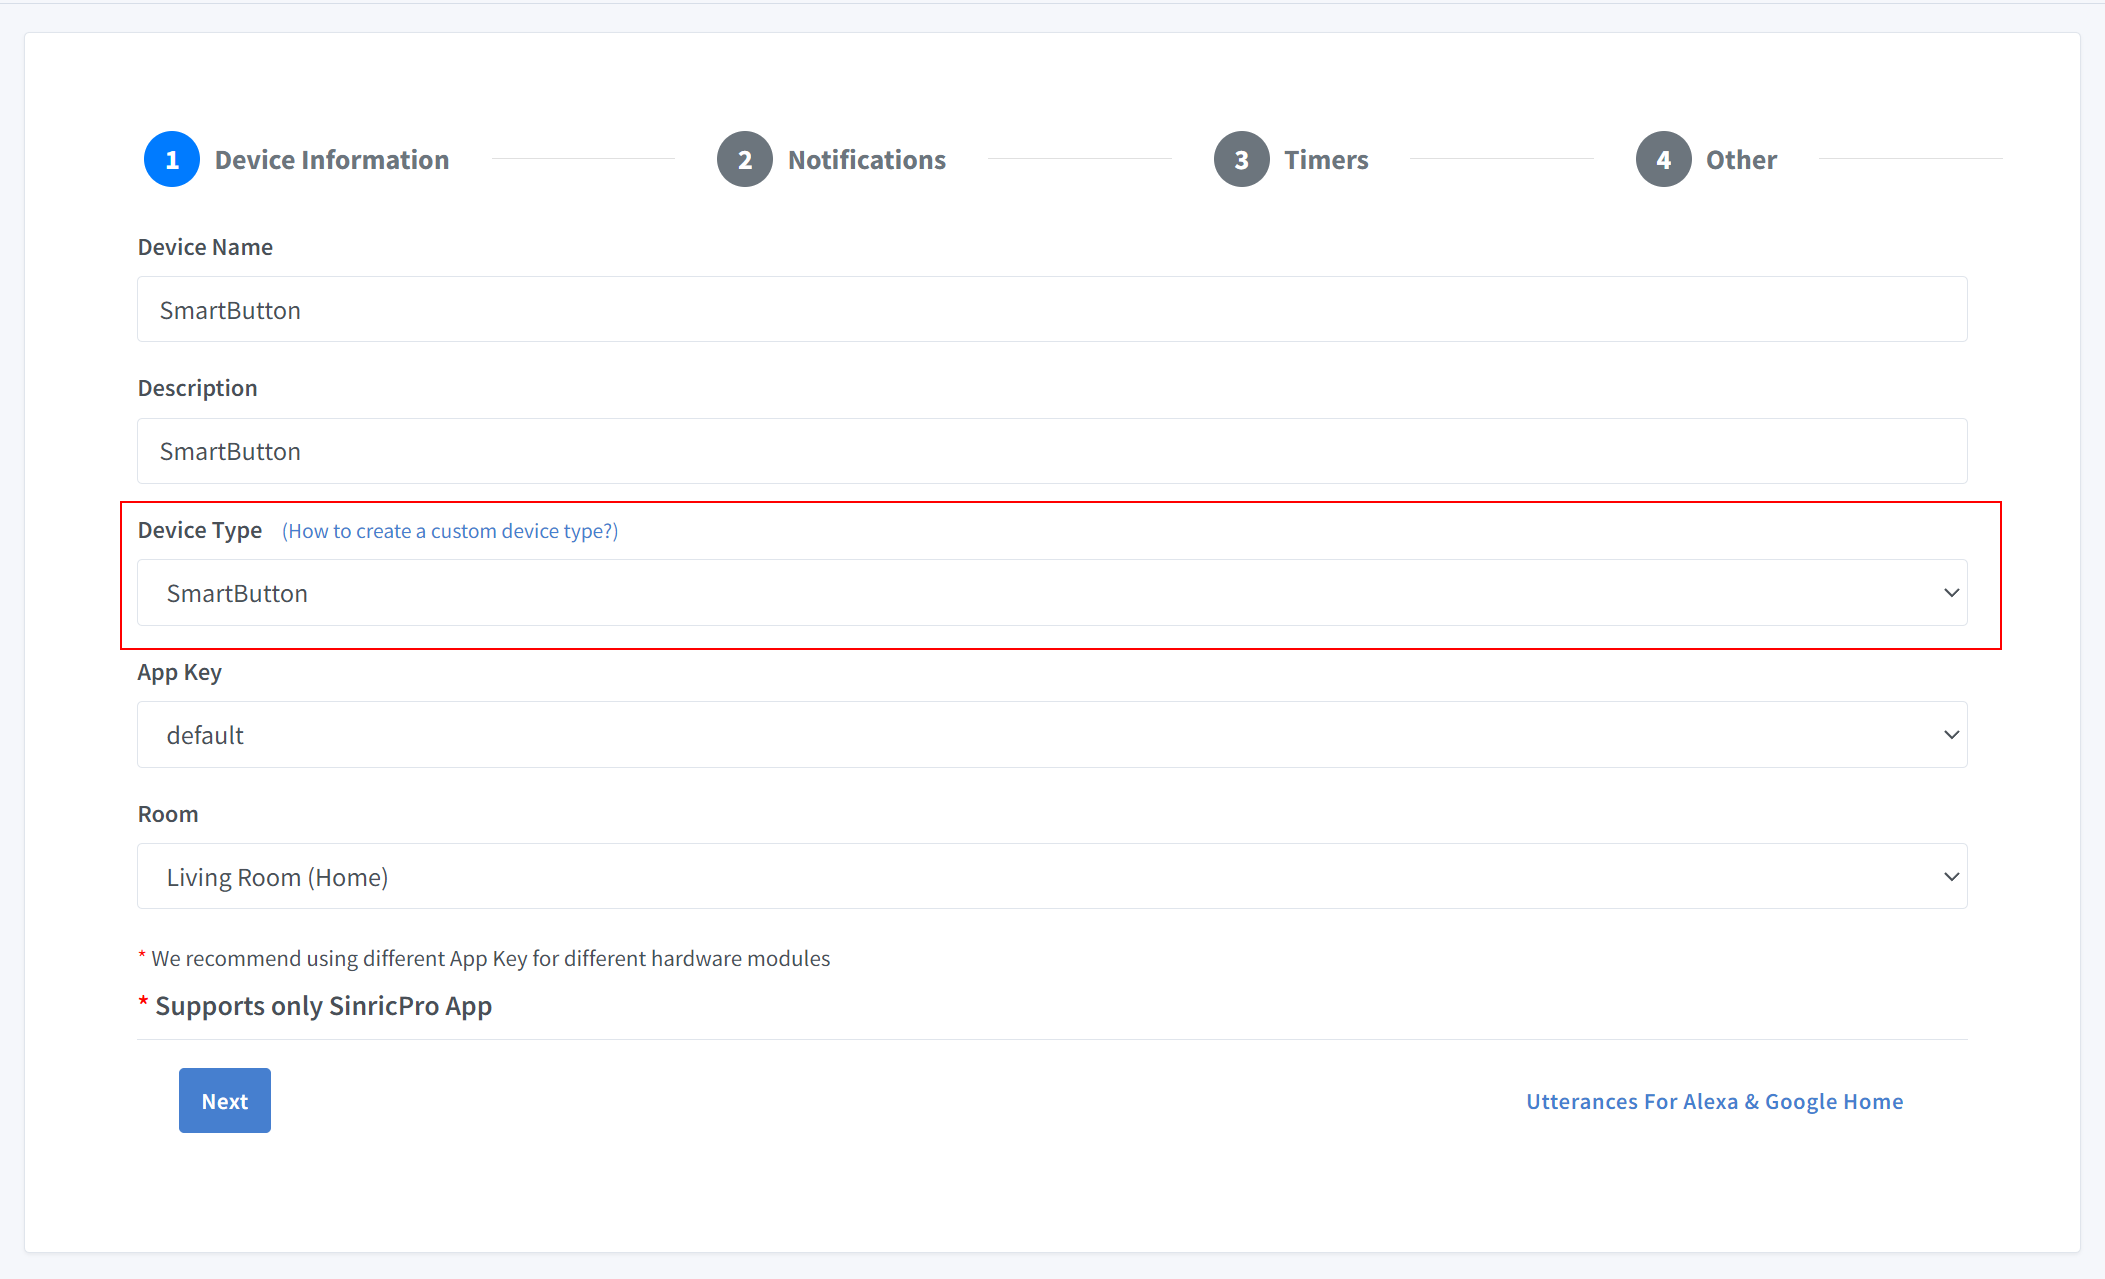 1 Device Information 2 Notifications 3 Timers 4 Other
Device Name
SmartButton
Description
SmartButton
Device Type (How to create a custom device type?)
SmartButton
App Key
default
Room
Living Room (Home)
* We recommend using different App Key for different hardware modules
* Supports only SinricPro App
Next Utterances For Alexa & Google Home